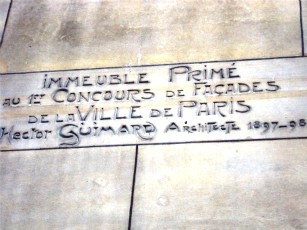 IMMEUBLE PRIMÉ
AU 1er CONCOURS DE FAÇADES
DE LA VILLE DE PARIS
Hector GUIMARD ARCHITECTE 1897-98